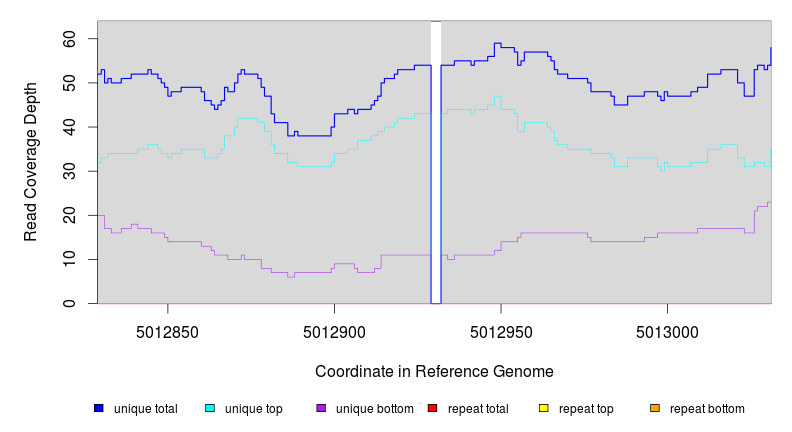 60
50
40
30
20
10
0
Read Coverage Depth
5012850 5012900 5012950 5013000
Coordinate in Reference Genome
unique total unique top unique bottom repeat total repeat top repeat bottom